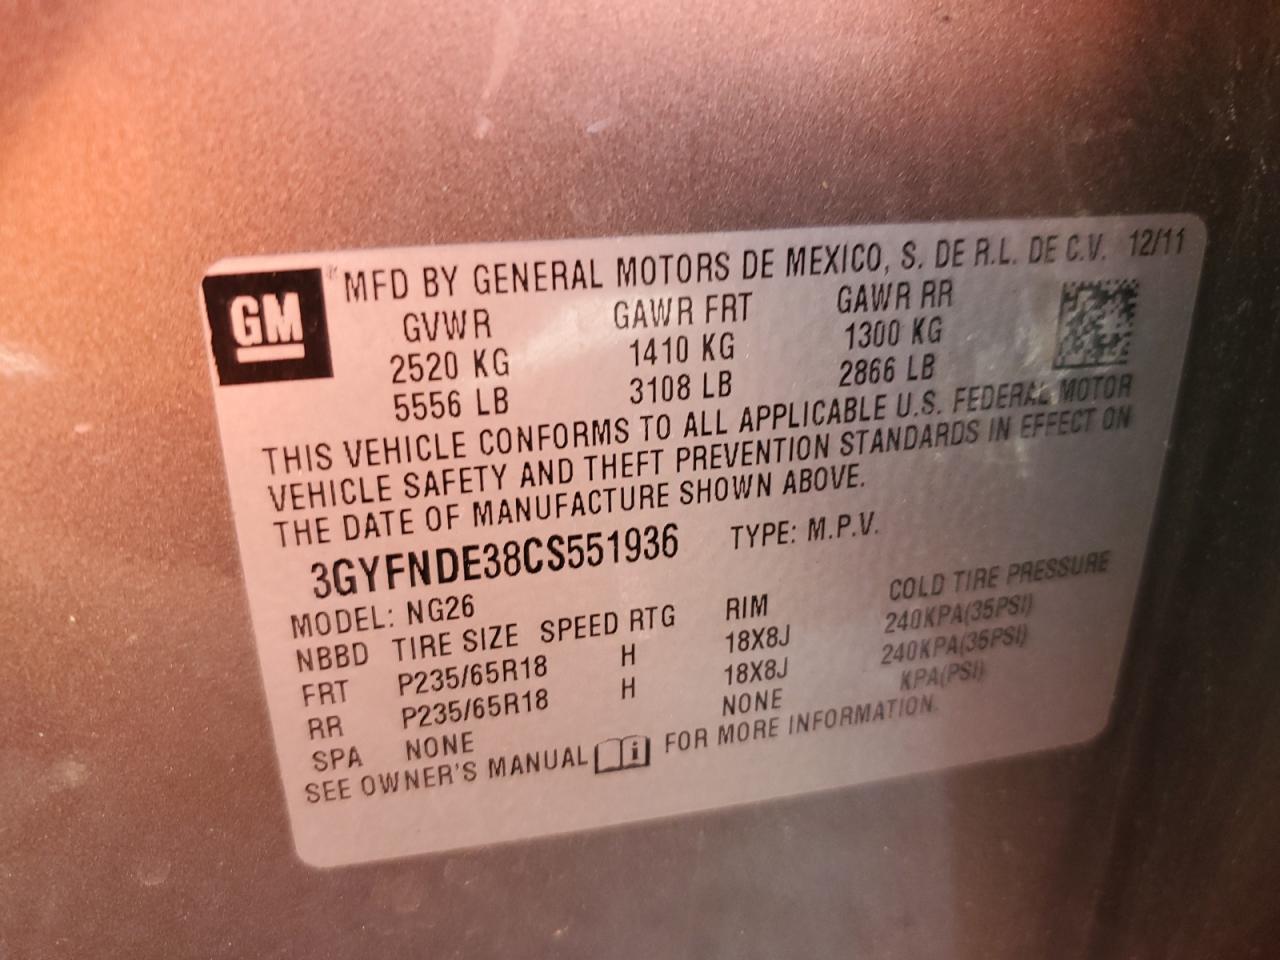 GM MFD BY GENERAL MOTORS DE MEXICO, S. DE R.L. DE C.V. 12/11
GVWR GAWR FRT GAWR RR
2520 KG 1410 KG 1300 KG
5556 LB 3108 LB 2866 LB
THIS VEHICLE CONFORMS TO ALL APPLICABLE U.S. FEDERAL MOTOR
VEHICLE SAFETY AND THEFT PREVENTION STANDARDS IN EFFECT ON
THE DATE OF MANUFACTURE SHOWN ABOVE.
3GYFNDE38CS551936 TYPE: M.P.V.
MODEL: NG26
NBBD TIRE SIZE SPEED RTG RIM COLD TIRE PRESSURE
FRT P235/65R18 H 18X8J 240KPA(35PSI)
RR P235/65R18 H 18X8J 240KPA(35PSI)
SPA NONE NONE KPA(PSI)
SEE OWNER'S MANUAL FOR MORE INFORMATION.